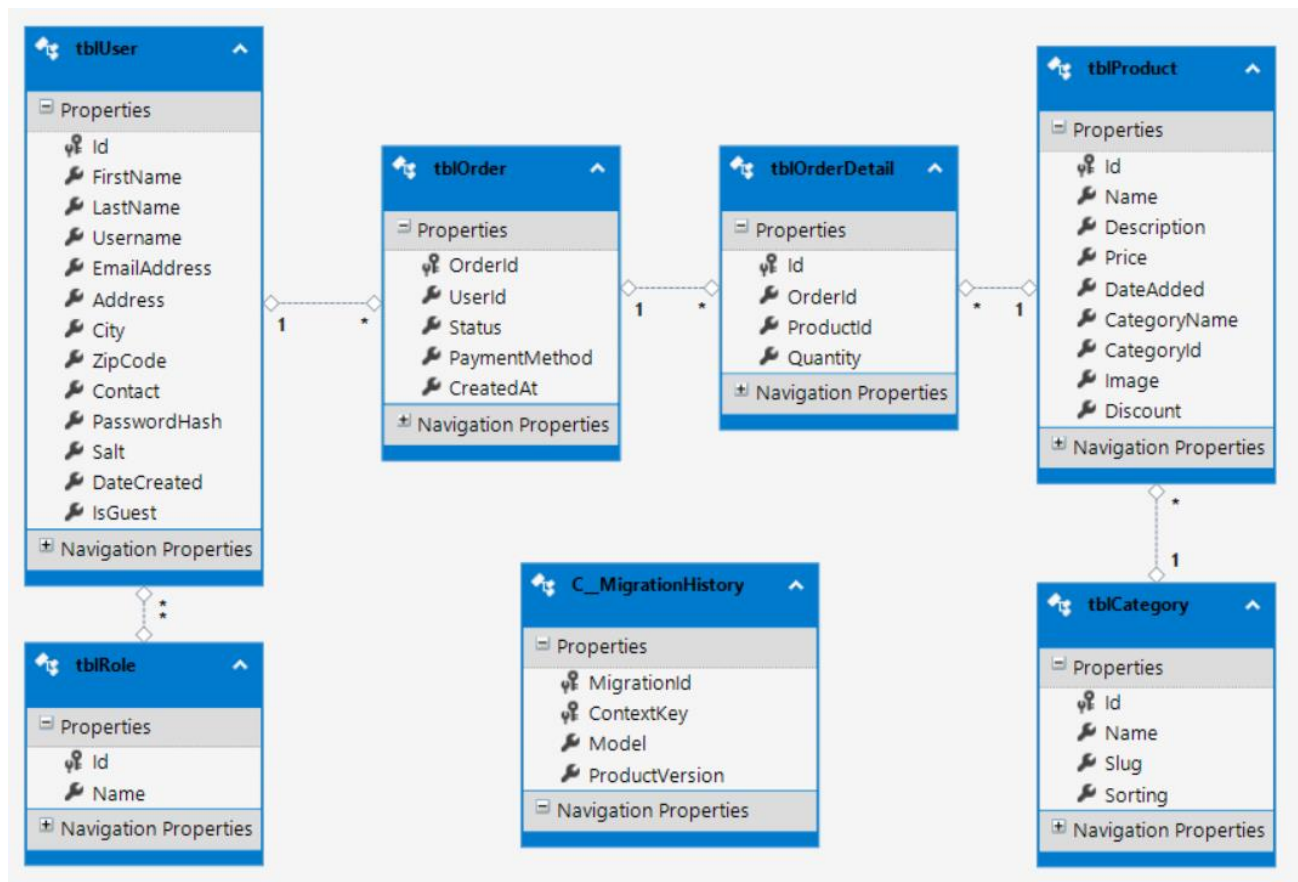 tblUser
Properties
Id
FirstName
LastName
Username
EmailAddress
Address
City
ZipCode
Contact
PasswordHash
Salt
DateCreated
IsGuest
Navigation Properties
1
*
tblOrder
Properties
OrderId
UserId
Status
PaymentMethod
CreatedAt
Navigation Properties
1
*
tblOrderDetail
Properties
Id
OrderId
ProductId
Quantity
Navigation Properties
*
1
tblProduct
Properties
Id
Name
Description
Price
DateAdded
CategoryName
CategoryId
Image
Discount
Navigation Properties
*
*
tblRole
Properties
Id
Name
Navigation Properties
C__MigrationHistory
Properties
MigrationId
ContextKey
Model
ProductVersion
Navigation Properties
*
1
tblCategory
Properties
Id
Name
Slug
Sorting
Navigation Properties